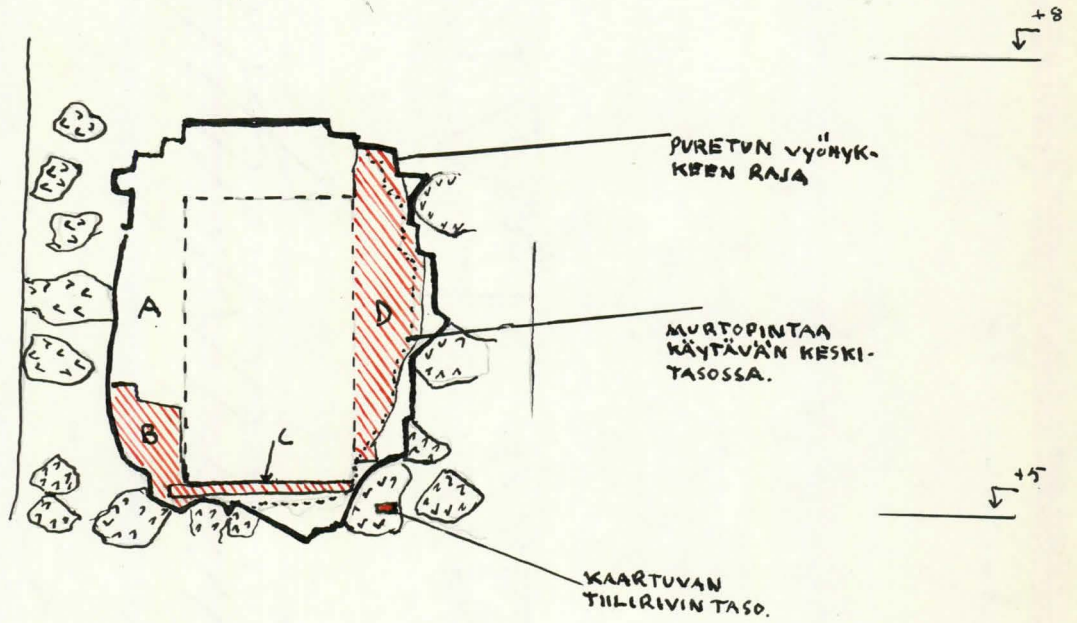 +8
PURETUN VYÖHYK-
KEEN RAJA
A
D
MURTOPINTAA
KÄYTÄVÄN KESKI-
TASOSSA.
B
C
+5
KAARTUVAN
TIILIRIVIN TASO.